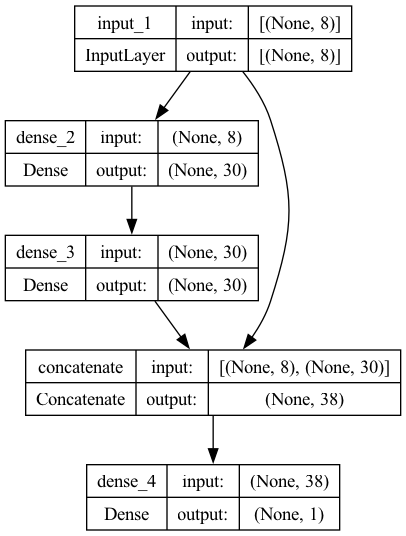 input_1 input: [(None, 8)]
InputLayer output: [(None, 8)]
dense_2 input: (None, 8)
Dense output: (None, 30)
dense_3 input: (None, 30)
Dense output: (None, 30)
concatenate input: [(None, 8), (None, 30)]
Concatenate output: (None, 38)
dense_4 input: (None, 38)
Dense output: (None, 1)